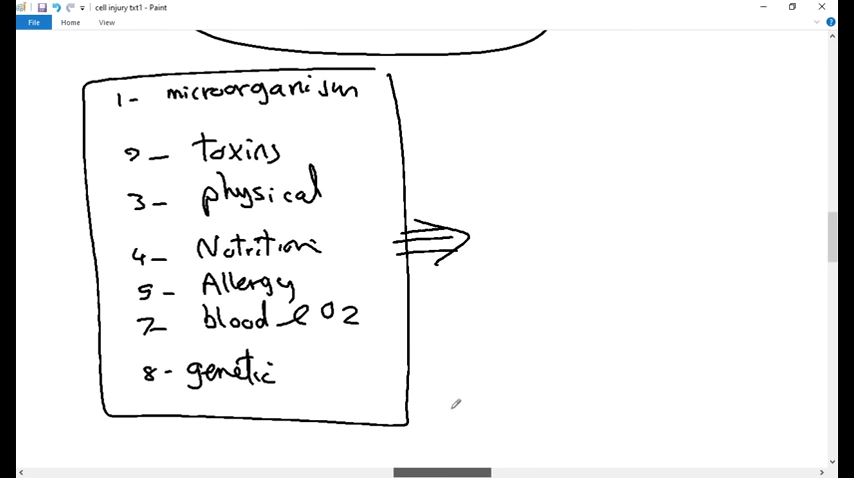 cell injury txt1 - Paint
File Home View
1- microorganism
2- toxins
3- physical
4- Nutrition
5- Allergy
7- blood O2
8- genetic